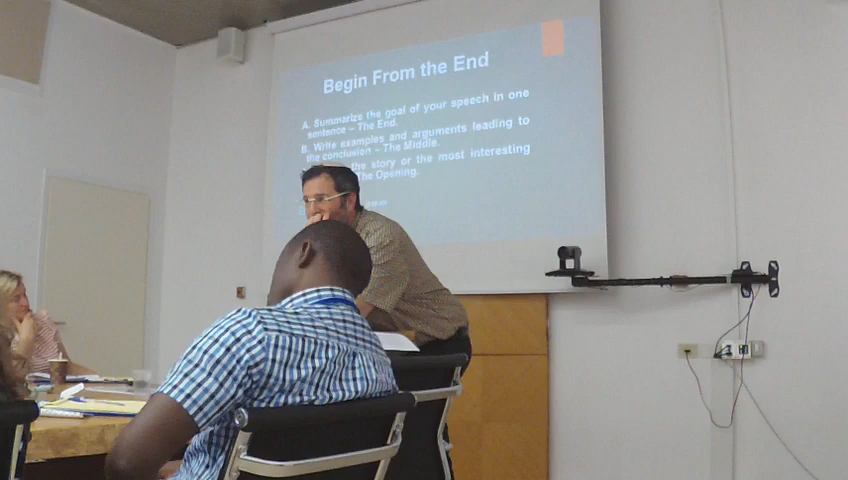 Begin From the End
A. Summarize the goal of your speech in one
sentence – The End.
B. Write examples and arguments leading to
the conclusion – The Middle.
the story or the most interesting
The Opening.